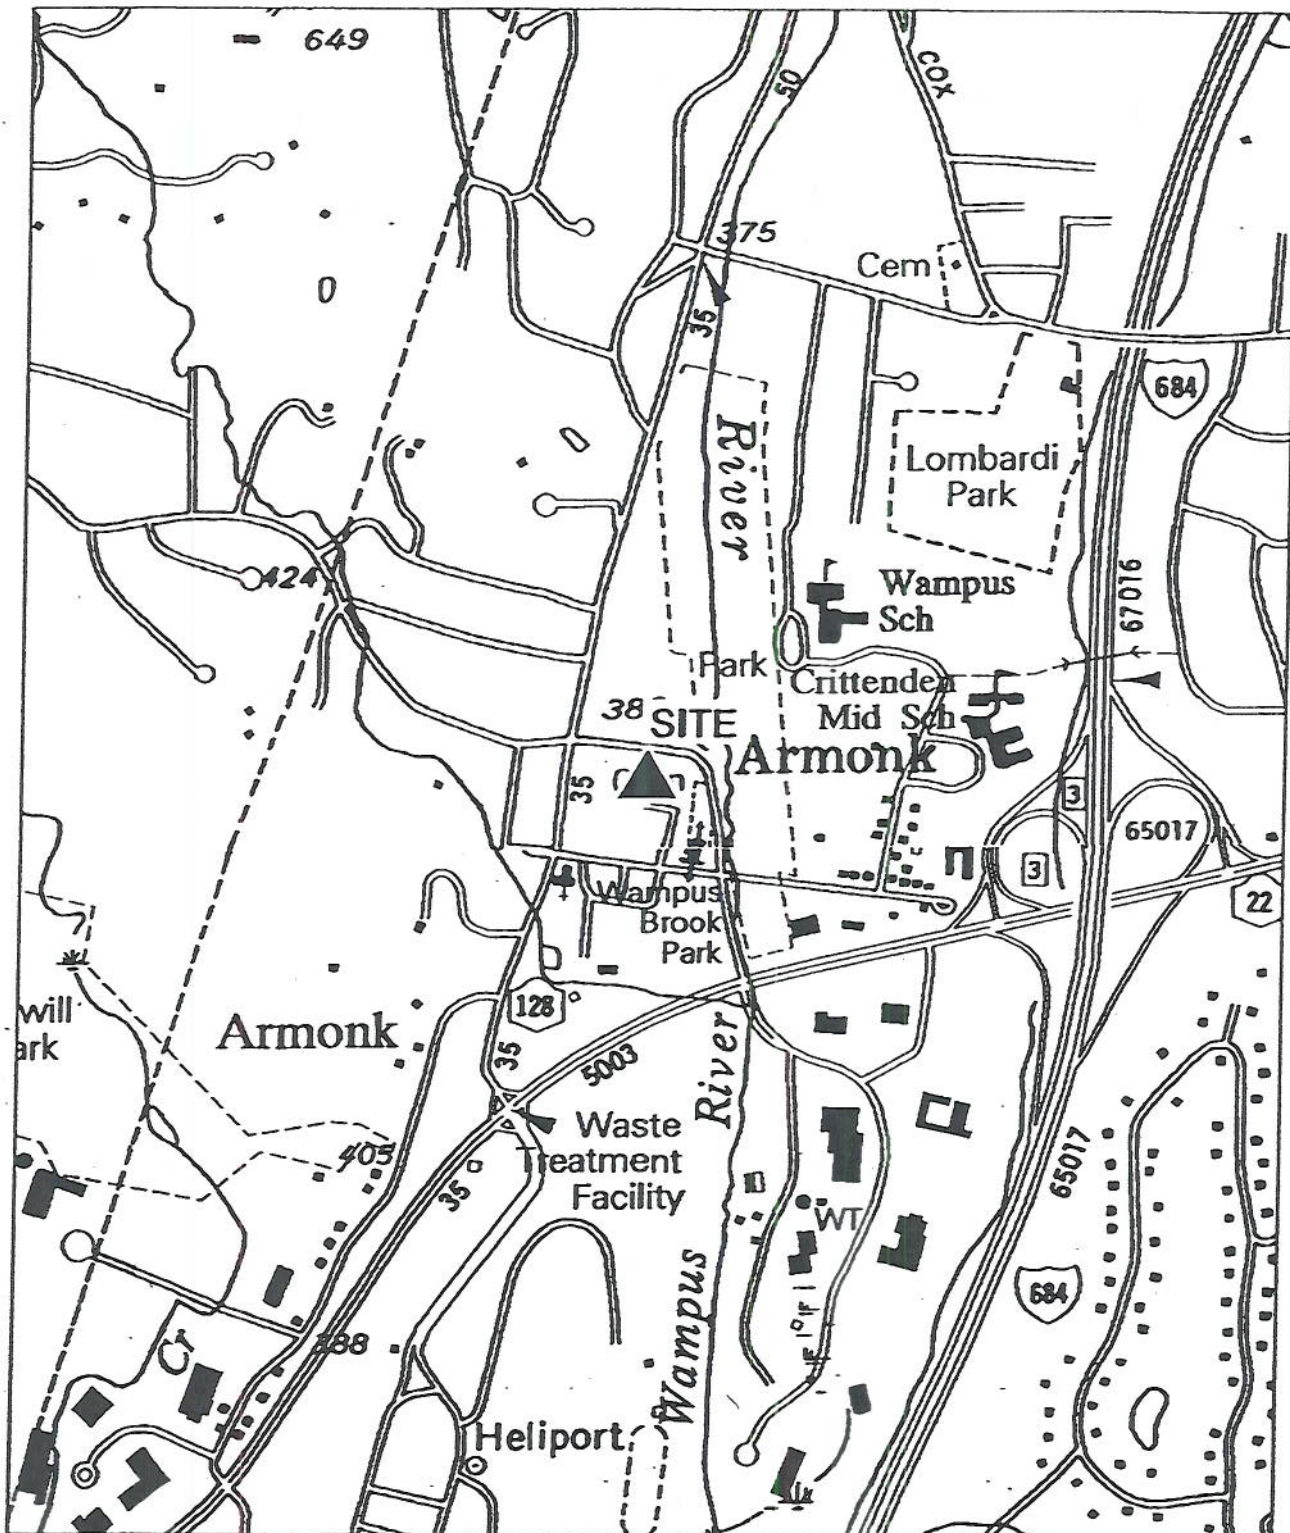 649
50
COX
375
Cem
35
684
River
Lombardi
Park
424
67016
Wampus
Sch
Park
Crittenden
Mid Sch
38
SITE
Armonk
35
3
65017
3
22
Wampus
Brook
Park
128
will
ark
Armonk
35
5003
River
Waste
Treatment
Facility
405
35
65017
WT
684
Wampus
388
Cr
Heliport